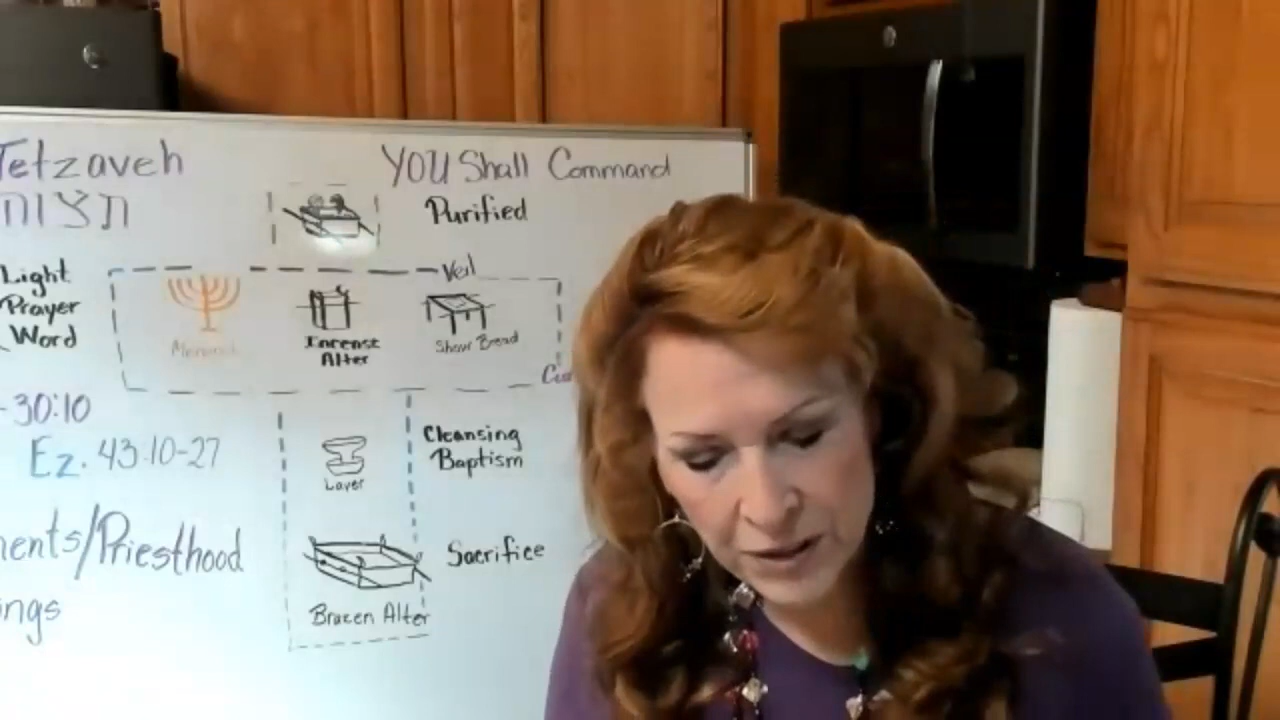 Tetzaveh
YOU Shall Command
תצוה
Purified
Light
Prayer
Word
Veil
Menorah
Incense
Alter
Show Bread
30:10
Ez. 43:10-27
Cleansing
Baptism
Laver
ments/Priesthood
Sacrifice
ings
Brazen Alter